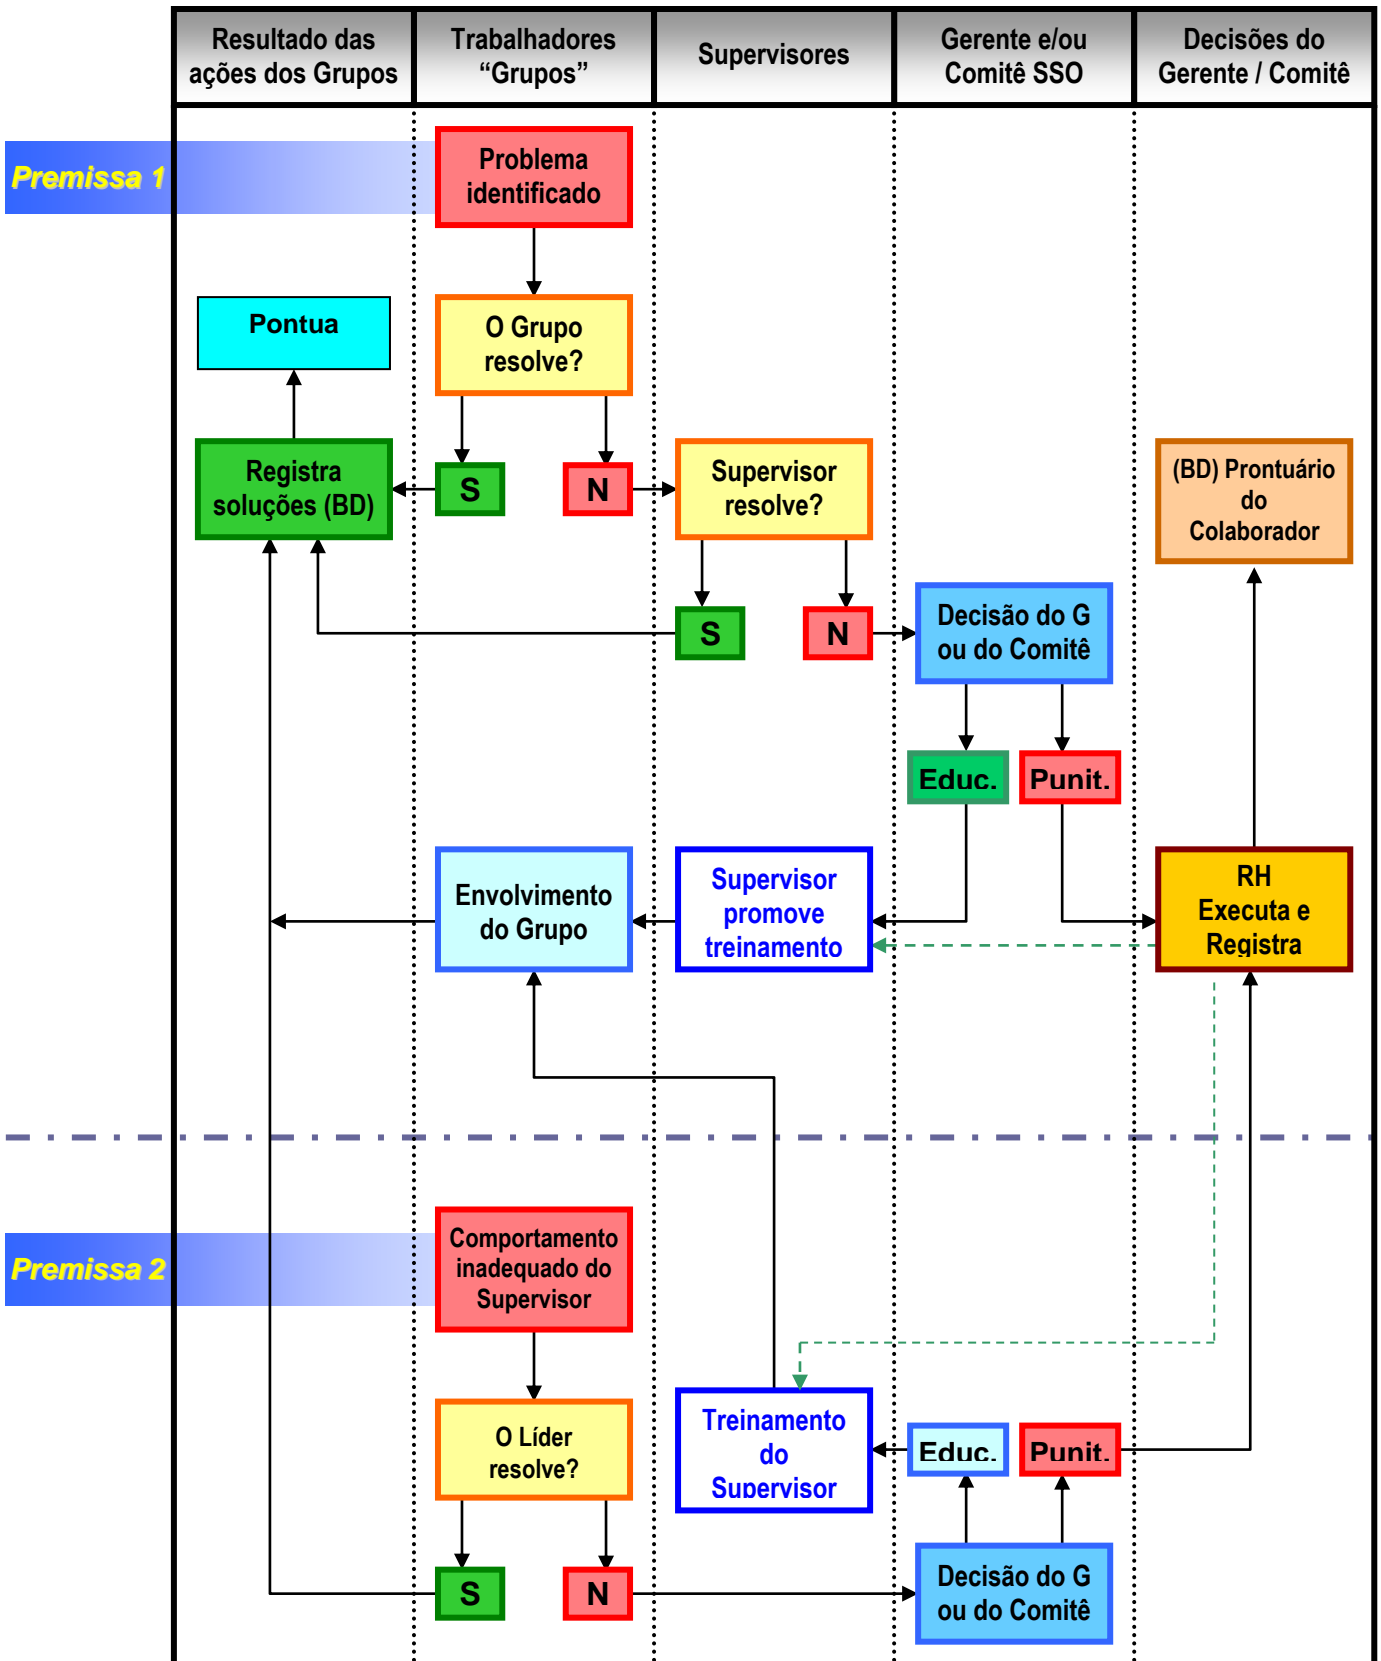 Resultado das
ações dos Grupos
Trabalhadores
“Grupos”
Supervisores
Gerente e/ou
Comitê SSO
Decisões do
Gerente / Comitê
Premissa 1
Problema
identificado
Pontua
O Grupo
resolve?
Registra
soluções (BD)
S
N
Supervisor
resolve?
(BD) Prontuário
do
Colaborador
S
N
Decisão do G
ou do Comitê
Educ.
Punit.
Envolvimento
do Grupo
Supervisor
promove
treinamento
RH
Executa e
Registra
Premissa 2
Comportamento
inadequado do
Supervisor
O Líder
resolve?
Treinamento
do
Supervisor
Educ.
Punit.
S
N
Decisão do G
ou do Comitê